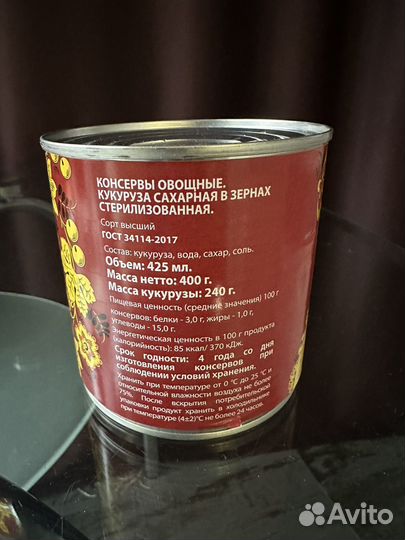 КОНСЕРВЫ ОВОЩНЫЕ.
КУКУРУЗА САХАРНАЯ В ЗЕРНАХ
СТЕРИЛИЗОВАННАЯ.
Сорт высший
ГОСТ 34114-2017
Состав: кукуруза, вода, сахар, соль.
Объем: 425 мл.
Масса нетто: 400 г.
Масса кукурузы: 240 г.
Пищевая ценность (средние значения) 100 г
консервов: белки - 3,0 г, жиры - 1,0 г,
углеводы - 15,0 г.
Энергетическая ценность в 100 г продукта
(калорийность): 85 ккал/ 370 кДж.
Срок годности: 4 года со дня
изготовления консервов при
соблюдении условий хранения.
Хранить при температуре от 0 °С до 25 °С и
относительной влажности воздуха не более
75%. После вскрытия потребительской
упаковки продукт хранить в холодильнике
при температуре (4±2)°С не более 24 часов.
Avito